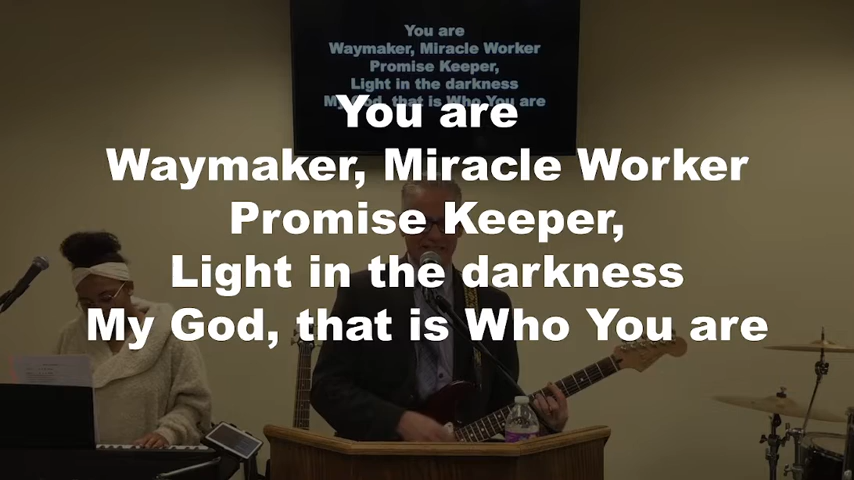 You are
Waymaker, Miracle Worker
Promise Keeper,
Light in the darkness
My God, that is Who You are
You are
Waymaker, Miracle Worker
Promise Keeper,
Light in the darkness
My God, that is Who You are